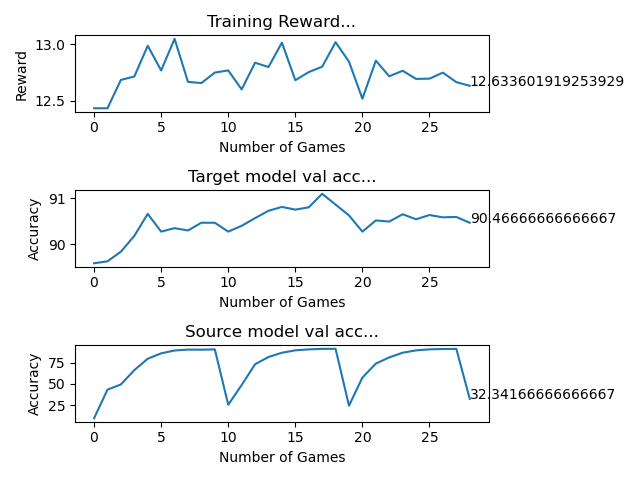 Training Reward...
Reward
13.0
12.5
12.633601919253929
0 5 10 15 20 25
Number of Games
Target model val acc...
Accuracy
91
90
90.46666666666667
0 5 10 15 20 25
Number of Games
Source model val acc...
Accuracy
75
50
25
32.34166666666667
0 5 10 15 20 25
Number of Games